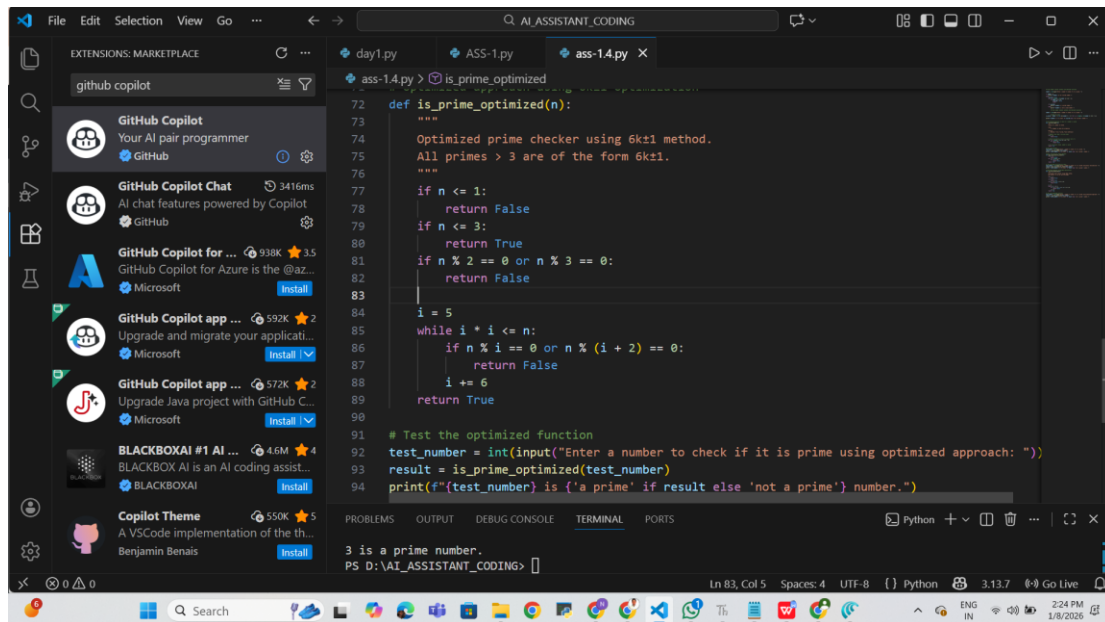 File Edit Selection View Go ··· AI_ASSISTANT_CODING
EXTENSIONS: MARKETPLACE
github copilot
GitHub Copilot
Your AI pair programmer
GitHub
GitHub Copilot Chat 3416ms
AI chat features powered by Copilot
GitHub
GitHub Copilot for ... 938K 3.5
GitHub Copilot for Azure is the @az...
Microsoft Install
GitHub Copilot app ... 592K 2
Upgrade and migrate your applicati...
Microsoft Install
GitHub Copilot app ... 572K 2
Upgrade Java project with GitHub C...
Microsoft Install
BLACKBOXAI #1 AI ... 4.6M 4
BLACKBOX AI is an AI coding assist...
BLACKBOXAI Install
Copilot Theme 550K 5
A VSCode implementation of the th...
Benjamin Benais Install
day1.py ASS-1.py ass-1.4.py
ass-1.4.py > is_prime_optimized
72 def is_prime_optimized(n):
73 """
74 Optimized prime checker using 6k±1 method.
75 All primes > 3 are of the form 6k±1.
76 """
77 if n <= 1:
78 return False
79 if n <= 3:
80 return True
81 if n % 2 == 0 or n % 3 == 0:
82 return False
83
84 i = 5
85 while i * i <= n:
86 if n % i == 0 or n % (i + 2) == 0:
87 return False
88 i += 6
89 return True
90
91 # Test the optimized function
92 test_number = int(input("Enter a number to check if it is prime using optimized approach: "))
93 result = is_prime_optimized(test_number)
94 print(f"{test_number} is {'a prime' if result else 'not a prime'} number.")
PROBLEMS OUTPUT DEBUG CONSOLE TERMINAL PORTS Python
3 is a prime number.
PS D:\AI_ASSISTANT_CODING>
0 0 Ln 83, Col 5 Spaces: 4 UTF-8 {} Python 3.13.7 Go Live
6 Search ENG IN 2:24 PM 1/8/2026